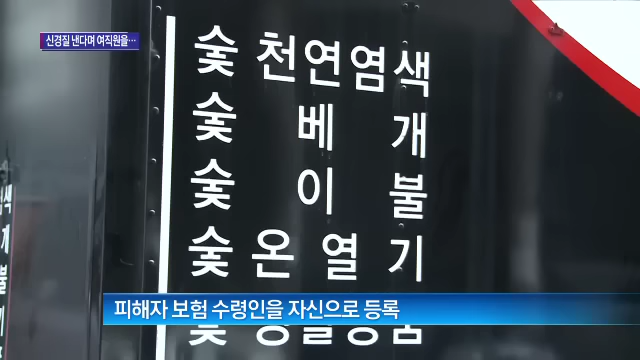 신경질 낸다며 여직원을…
숯 천연염색
숯 베 개
숯 이 불
숯 온 열 기
피해자 보험 수령인을 자신으로 등록